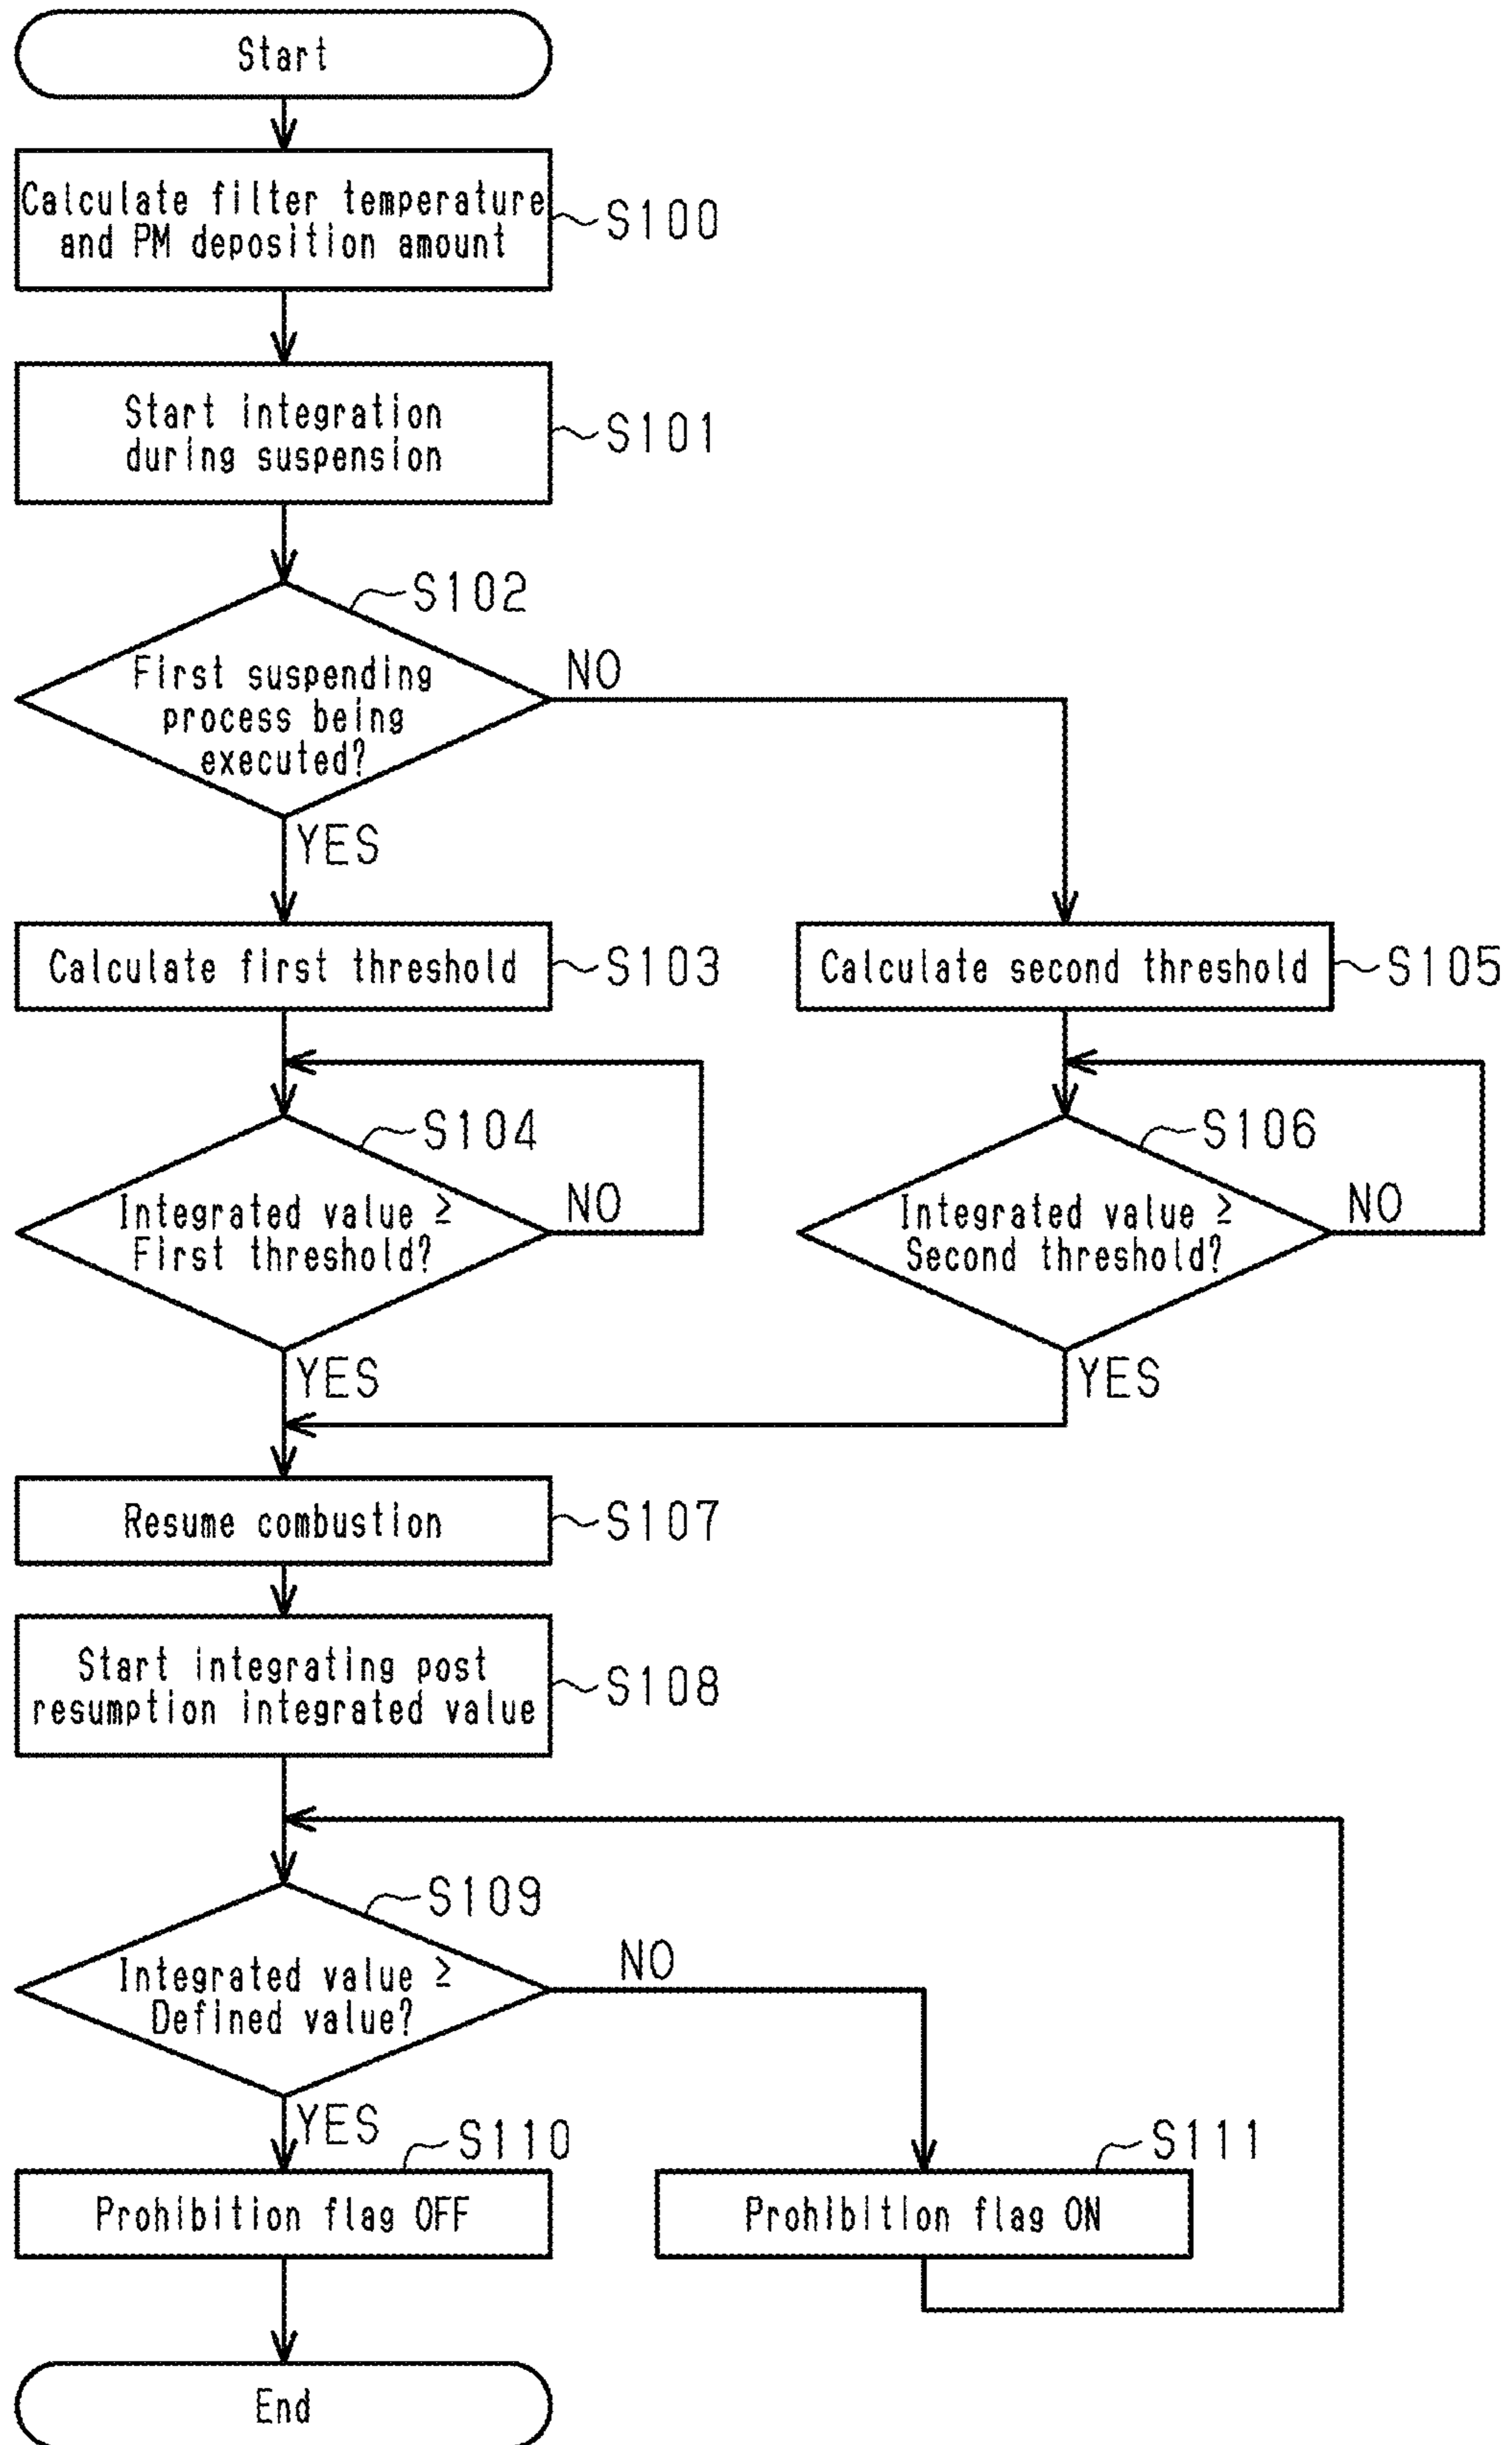 Start
Calculate filter temperature
and PM deposition amount
S100
Start integration
during suspension
S101
S102
First suspending
process being
executed?
NO
YES
Calculate first threshold
S103
Calculate second threshold
S105
S104
Integrated value ≥
First threshold?
NO
YES
S106
Integrated value ≥
Second threshold?
NO
YES
Resume combustion
S107
Start integrating post
resumption integrated value
S108
S109
Integrated value ≥
Defined value?
NO
YES
S110
Prohibition flag OFF
S111
Prohibition flag ON
End